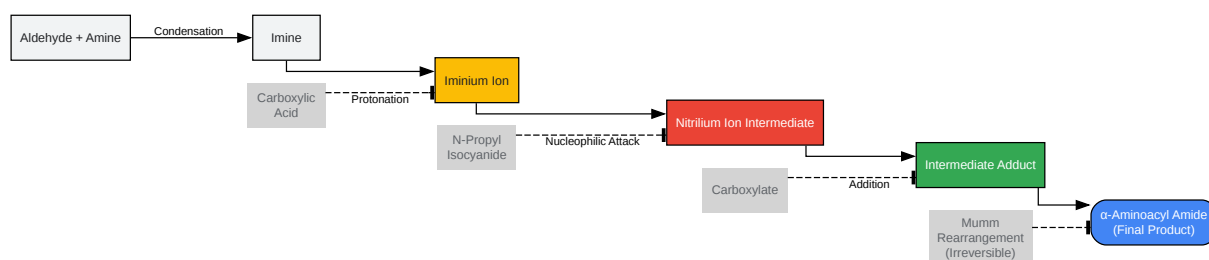 Aldehyde + Amine
Condensation
Imine
Iminium Ion
Carboxylic
Acid
Protonation
Nitrilium Ion Intermediate
N-Propyl
Isocyanide
Nucleophilic Attack
Intermediate Adduct
Carboxylate
Addition
α-Aminoacyl Amide
(Final Product)
Mumm
Rearrangement
(Irreversible)